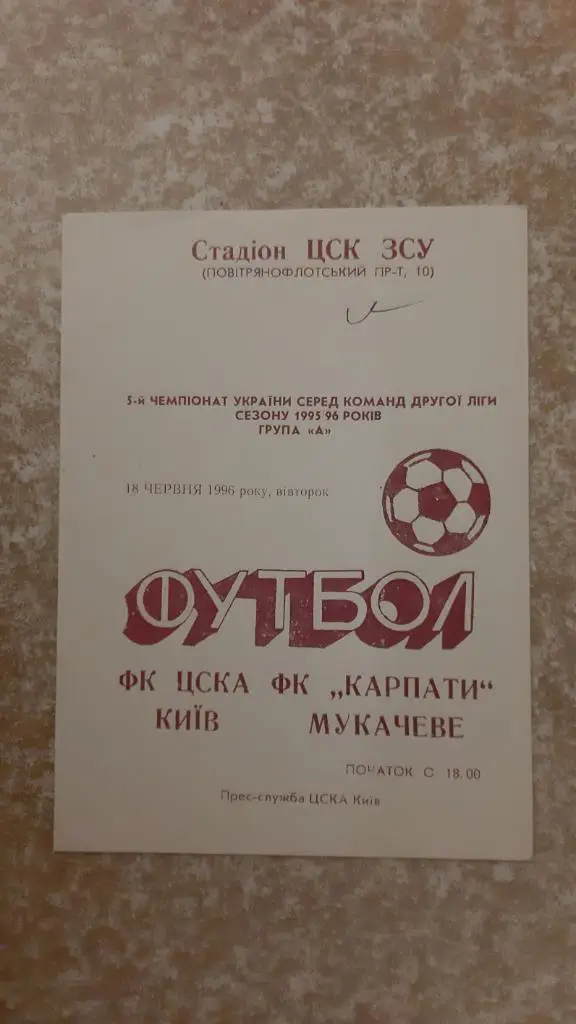 Стадіон ЦСК ЗСУ
(ПОВІТРЯНОФЛОТСЬКИЙ ПР-Т, 10)
5-й ЧЕМПІОНАТ УКРАЇНИ СЕРЕД КОМАНД ДРУГОЇ ЛІГИ
СЕЗОНУ 1995/96 РОКІВ
ГРУПА «А»
18 ЧЕРВНЯ 1996 року, вівторок
ФУТБОЛ
ФК ЦСКА ФК „КАРПАТИ“
КИЇВ МУКАЧЕВЕ
ПОЧАТОК С 18.00
Прес-служба ЦСКА Київ